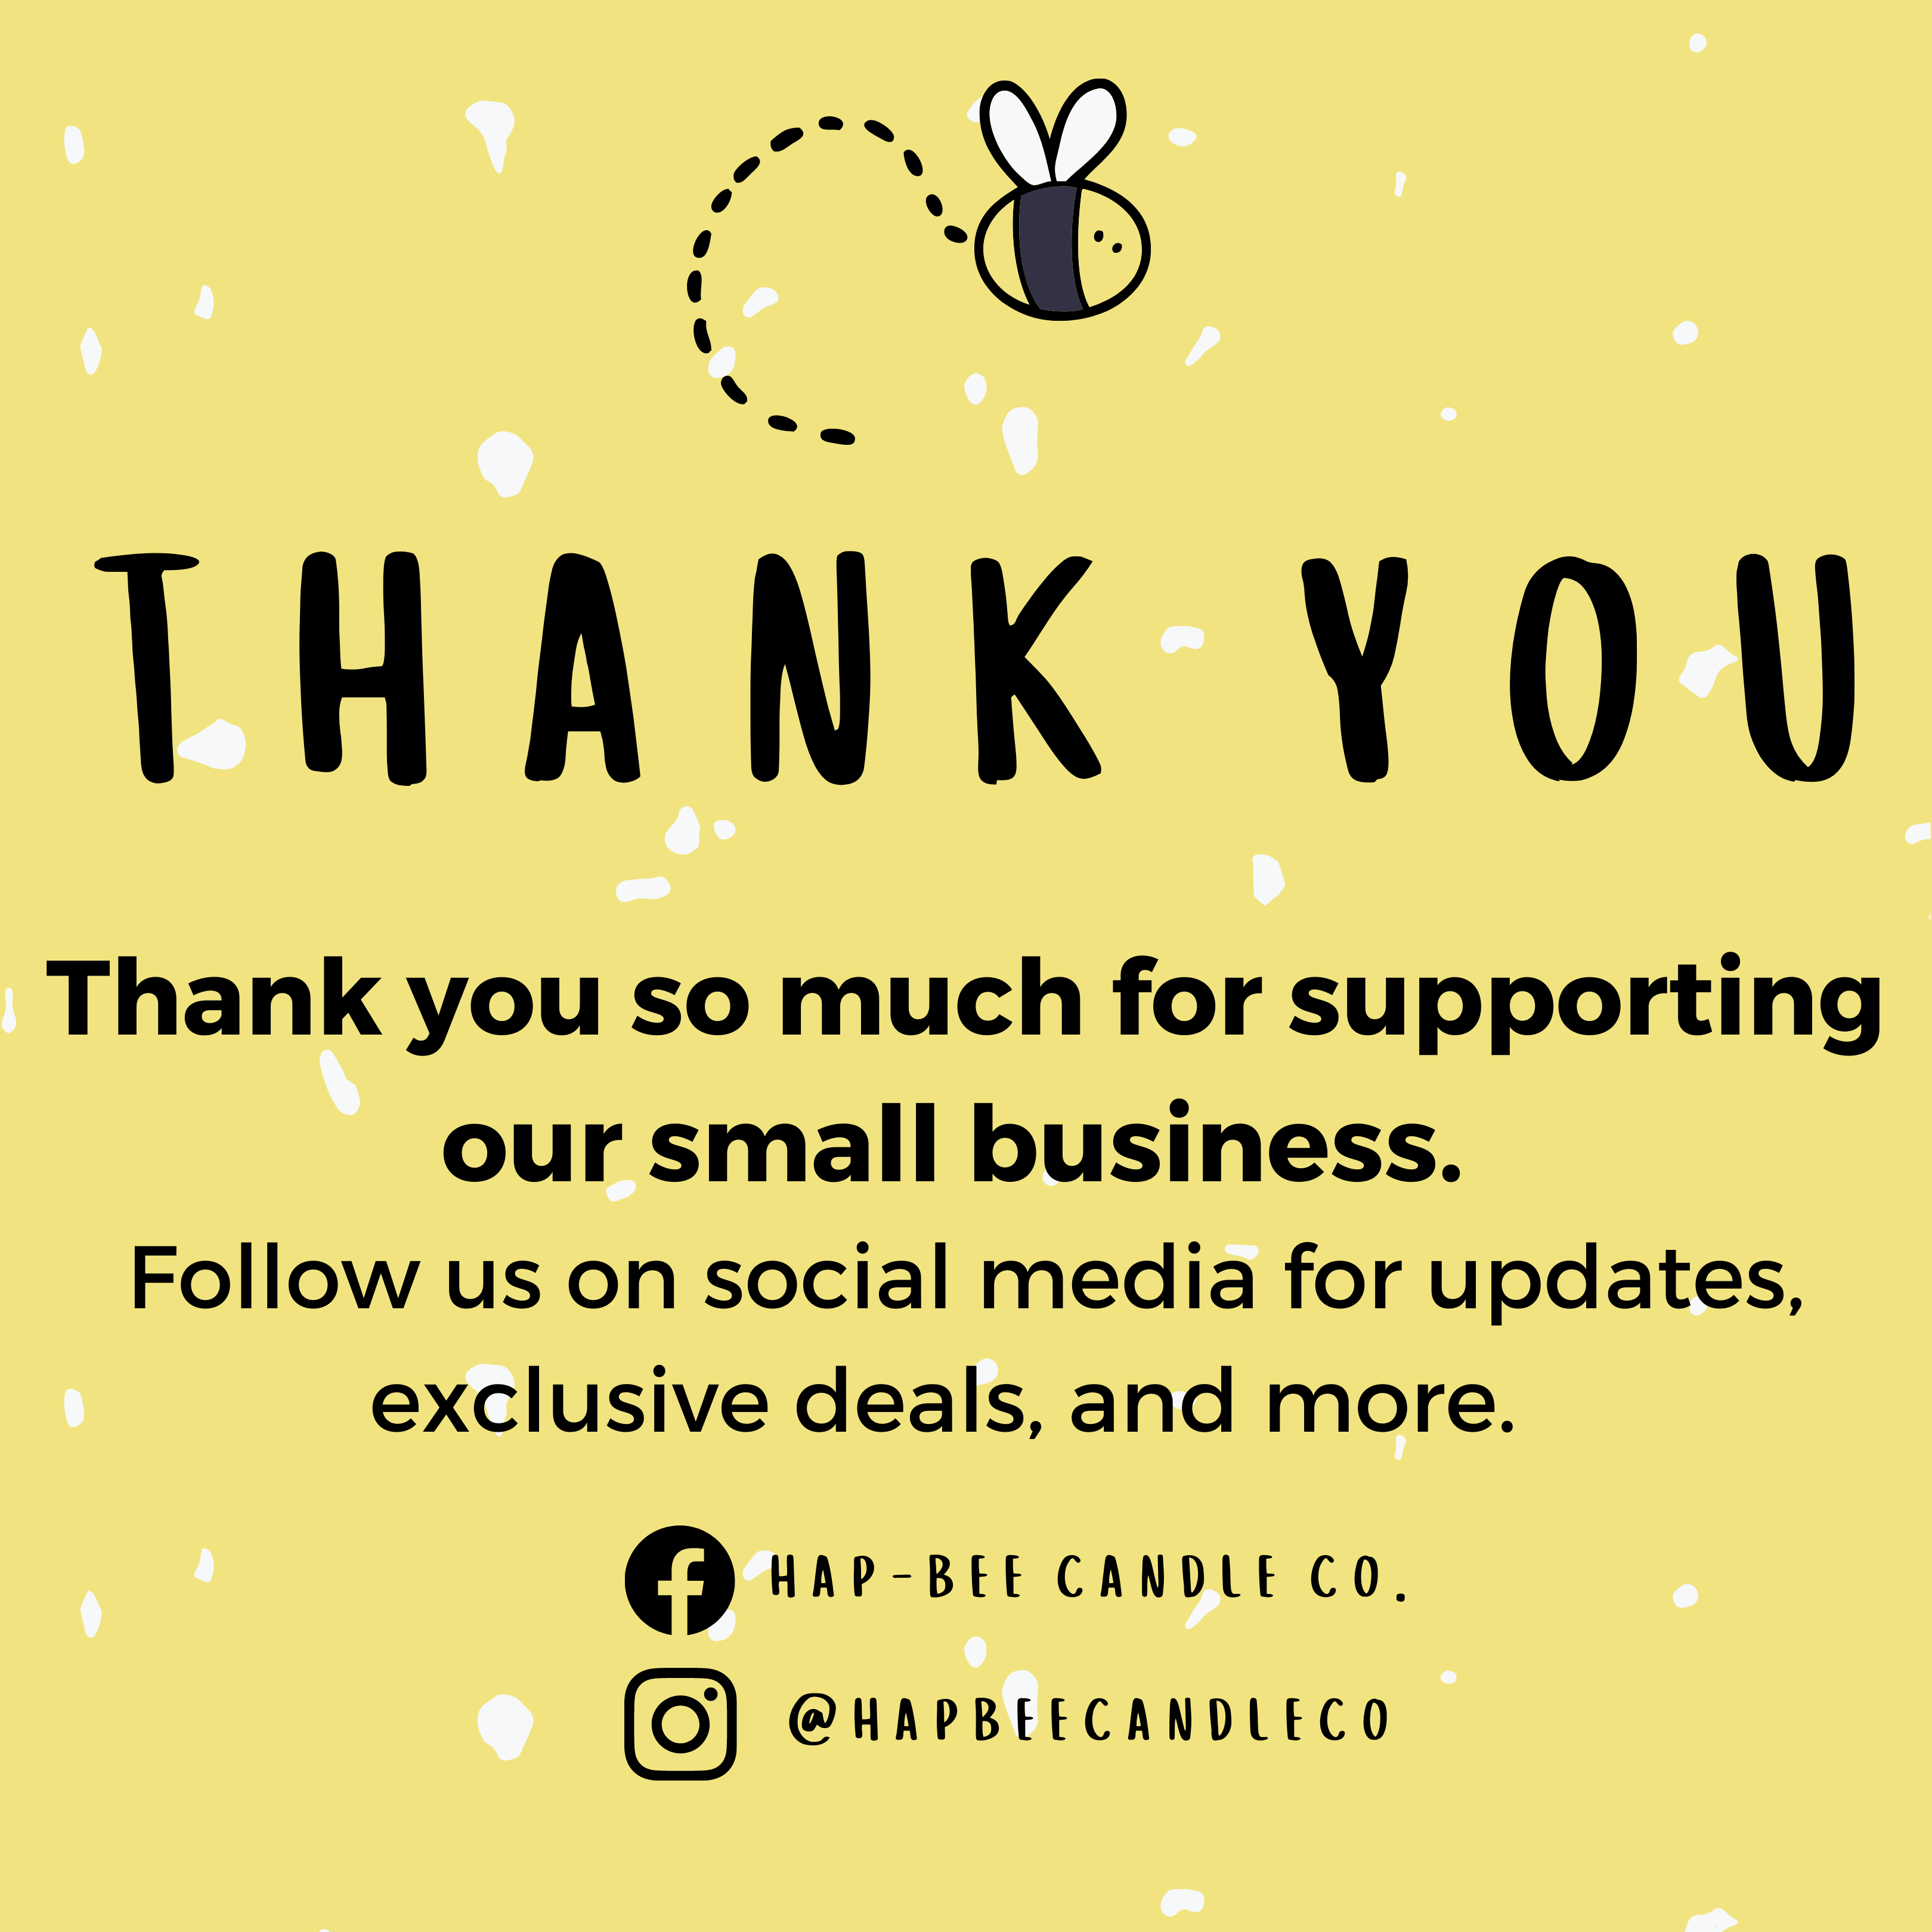 THANK YOU
Thank you so much for supporting
our small business.
Follow us on social media for updates,
exclusive deals, and more.
HAP-BEE CANDLE CO.
@HAPBEECANDLECO